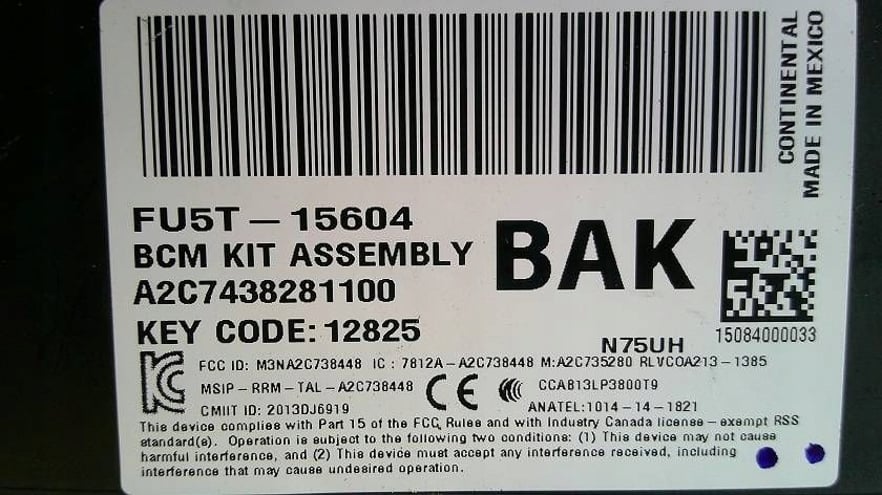 CONTINENTAL
MADE IN MEXICO
FU5T-15604
BCM KIT ASSEMBLY
A2C7438281100
BAK
KEY CODE: 12825
N75UH
15084000033
FCC ID: M3NA2C738448 IC : 7812A-A2C738448 M:A2C735280 RLVCOA213-1385
MSIP-RRM-TAL-A2C738448 CE CCAB13LP3800T9
CMIIT ID: 2013DJ6919 ANATEL:1014-14-1821
This device complies with Part 15 of the FCC Rules and with Industry Canada license-exempt RSS
standard(s). Operation is subject to the following two conditions: (1) This device may not cause
harmful interference, and (2) This device must accept any interference received, including
interference that may cause undesired operation.